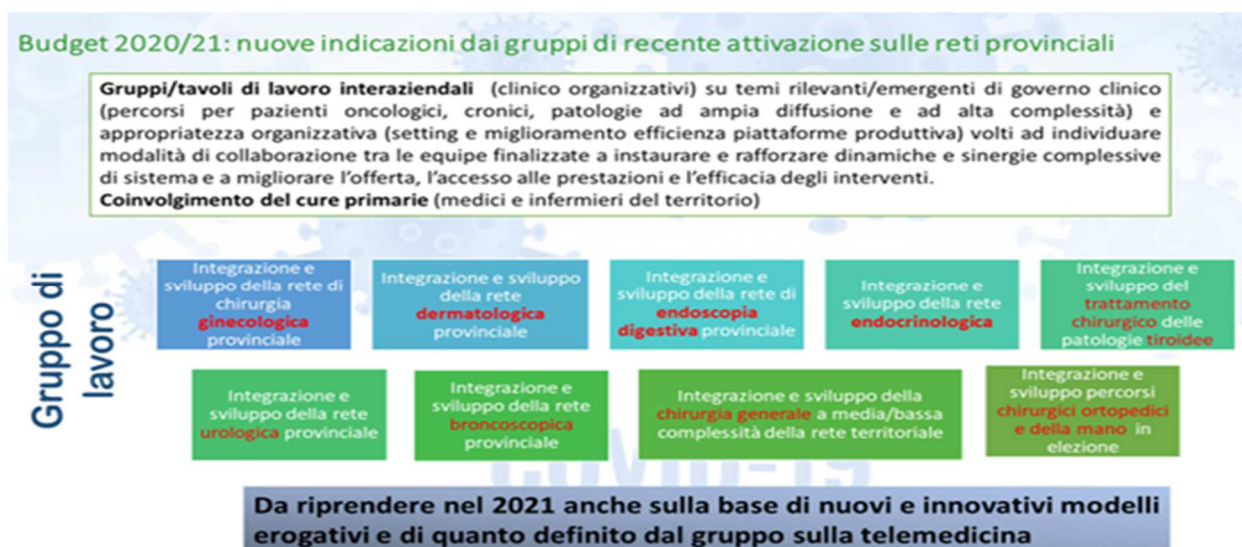 Budget 2020/21: nuove indicazioni dai gruppi di recente attivazione sulle reti provinciali
Gruppi/tavoli di lavoro interaziendali (clinico organizzativi) su temi rilevanti/emergenti di governo clinico
(percorsi per pazienti oncologici, cronici, patologie ad ampia diffusione e ad alta complessità) e
appropriatezza organizzativa (setting e miglioramento efficienza piattaforme produttiva) volti ad individuare
modalità di collaborazione tra le equipe finalizzate a instaurare e rafforzare dinamiche e sinergie complessive
di sistema e a migliorare l'offerta, l'accesso alle prestazioni e l'efficacia degli interventi.
Coinvolgimento del cure primarie (medici e infermieri del territorio)
Gruppo di
lavoro
Integrazione e
sviluppo della rete di
chirurgia
ginecologica
provinciale
Integrazione e sviluppo
della rete
dermatologica
provinciale
Integrazione e
sviluppo della rete di
endoscopia
digestiva provinciale
Integrazione e
sviluppo della rete
endocrinologica
Integrazione e
sviluppo del
trattamento
chirurgico delle
patologie tiroidee
Integrazione e
sviluppo della rete
urologica provinciale
Integrazione e
sviluppo della rete
broncoscopica
provinciale
Integrazione e sviluppo della
chirurgia generale a media/bassa
complessità della rete territoriale
Integrazione e
sviluppo percorsi
chirurgici ortopedici
e della mano in
elezione
COVID-19
Da riprendere nel 2021 anche sulla base di nuovi e innovativi modelli
erogativi e di quanto definito dal gruppo sulla telemedicina